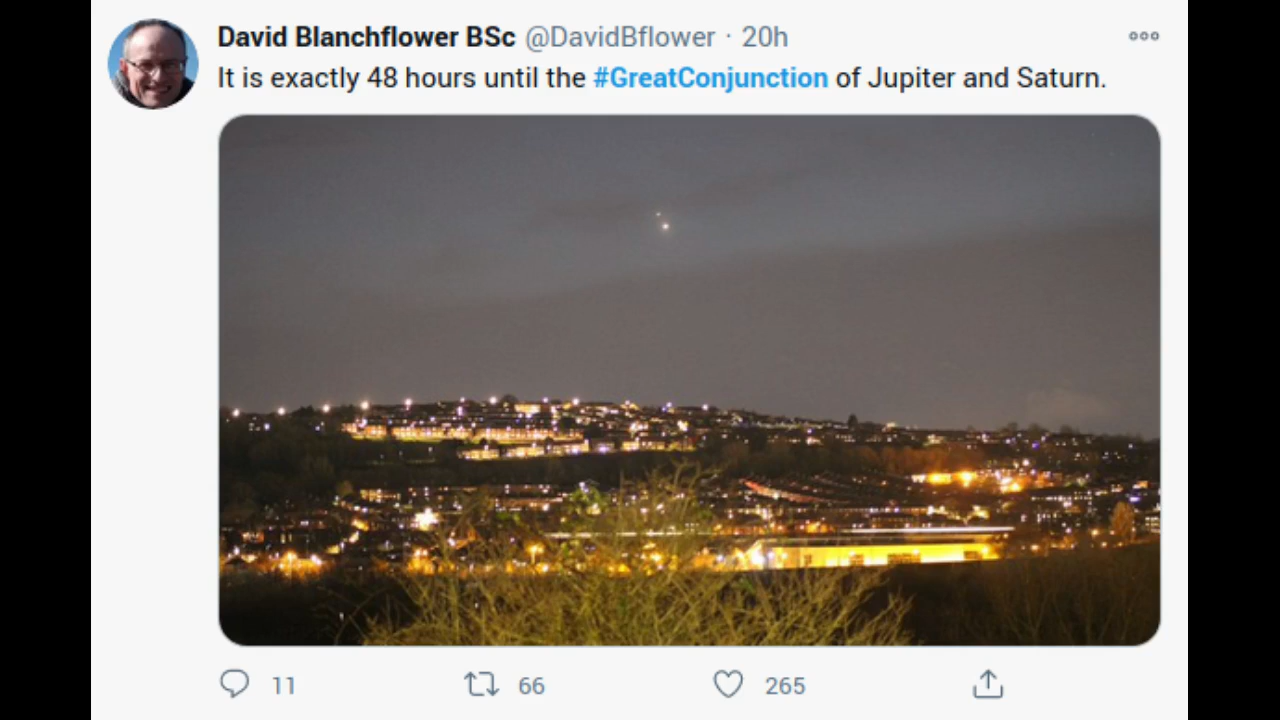 David Blanchflower BSc @DavidBflower · 20h
It is exactly 48 hours until the #GreatConjunction of Jupiter and Saturn.
11 66 265